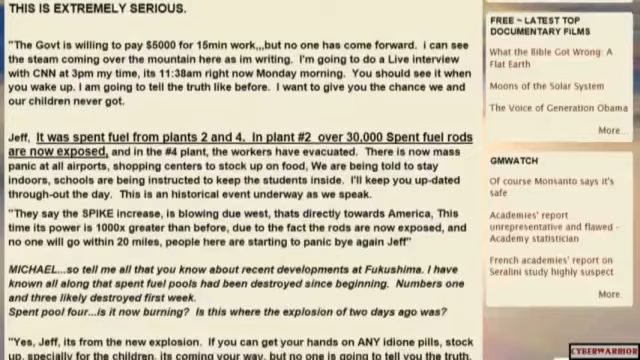 THIS IS EXTREMELY SERIOUS.
"The Govt is willing to pay $5000 for 15min work,,,but no one has come forward. i can see
the steam coming over the mountain here as im writing. I'm going to do a Live interview
with CNN at 3pm my time, its 11:38am right now Monday morning. You should see it when
you wake up. I am going to tell the truth like before. I want to give you the chance we and
our children never got.
Jeff, It was spent fuel from plants 2 and 4. In plant #2 over 30,000 Spent fuel rods
are now exposed, and in the #4 plant, the workers have evacuated. There is now mass
panic at all airports, shopping centers to stock up on food, We are being told to stay
indoors, schools are being instructed to keep the students inside. I'll keep you up-dated
through-out the day. This is an historical event underway as we speak.
"They say the SPIKE increase, is blowing due west, thats directly towards America, This
time its power is 1000x greater than before, due to the fact the rods are now exposed, and
no one will go within 20 miles, people here are starting to panic bye again Jeff"
MICHAEL...so tell me all that you know about recent developments at Fukushima. I have
known all along that spent fuel pools had been destroyed since beginning. Numbers one
and three likely destroyed first week.
Spent pool four...is it now burning? Is this where the explosion of two days ago was?
"Yes, Jeff, its from the new explosion. If you can get your hands on ANY idione pills, stock
up, specially for the children, its coming your way, but no one is going to tell you the truth.
FREE ~ LATEST TOP
DOCUMENTARY FILMS
What the Bible Got Wrong: A
Flat Earth
Moons of the Solar System
The Voice of Generation Obama
More...
GMWATCH
Of course Monsanto says it's
safe
Academies' report
unrepresentative and flawed -
Academy statistician
French academies' report on
Seralini study highly suspect
More...
CYBERWARRIOR